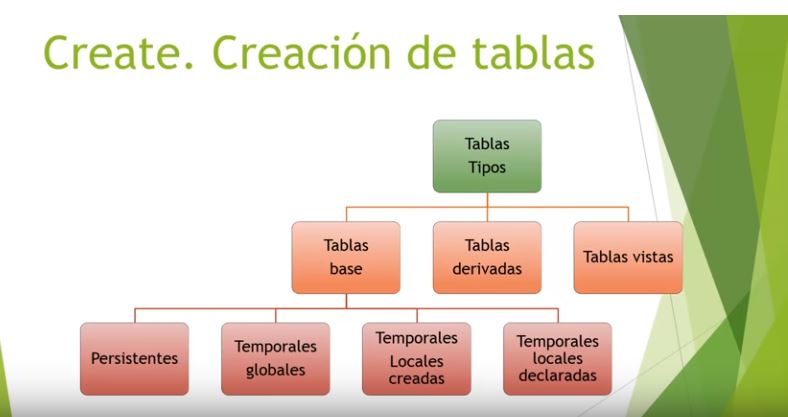 Create. Creación de tablas
Tablas
Tipos
Tablas
base
Tablas
derivadas
Tablas vistas
Persistentes
Temporales
globales
Temporales
Locales
creadas
Temporales
locales
declaradas